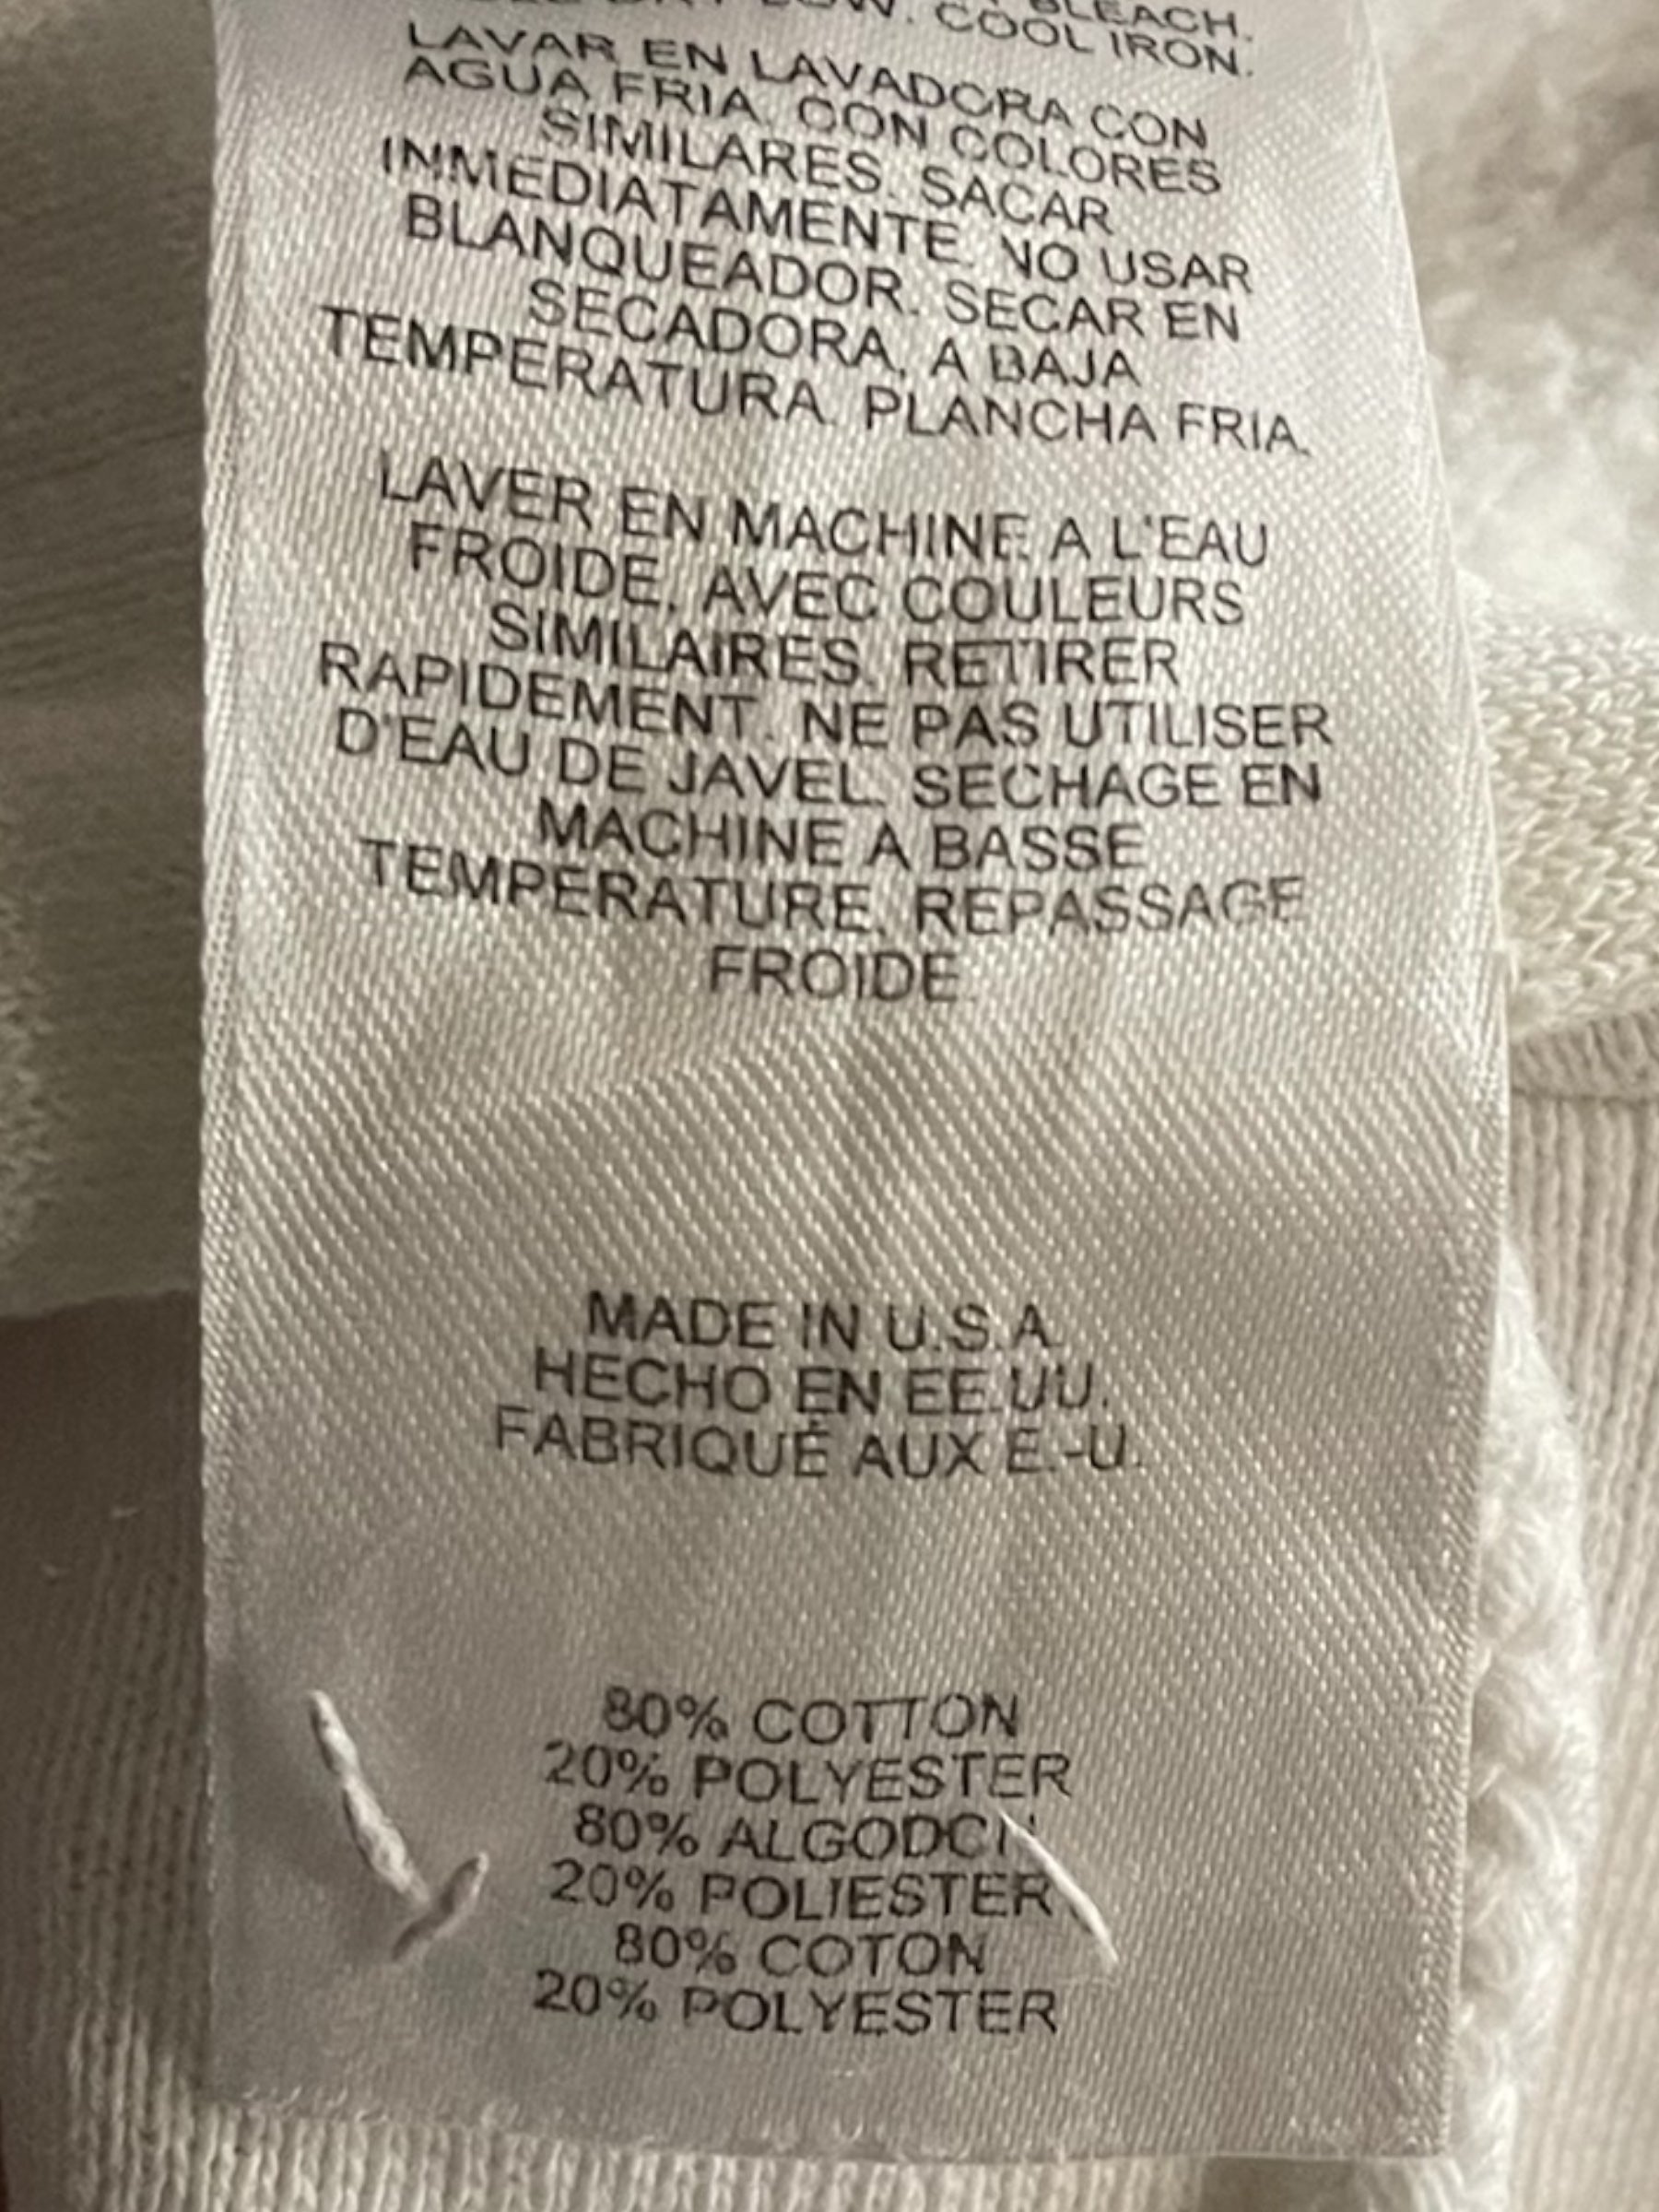 BLEACH.
LOW. COOL IRON.
LAVAR EN LAVADORA CON
AGUA FRIA. CON COLORES
SIMILARES. SACAR
INMEDIATAMENTE. NO USAR
BLANQUEADOR. SECAR EN
SECADORA, A BAJA
TEMPERATURA. PLANCHA FRIA.
LAVER EN MACHINE A L'EAU
FROIDE, AVEC COULEURS
SIMILAIRES. RETIRER
RAPIDEMENT. NE PAS UTILISER
D'EAU DE JAVEL. SECHAGE EN
MACHINE A BASSE
TEMPERATURE. REPASSAGE
FROIDE.
MADE IN U.S.A.
HECHO EN EE.UU.
FABRIQUÉ AUX E.-U.
80% COTTON
20% POLYESTER
80% ALGODON
20% POLIESTER
80% COTON
20% POLYESTER